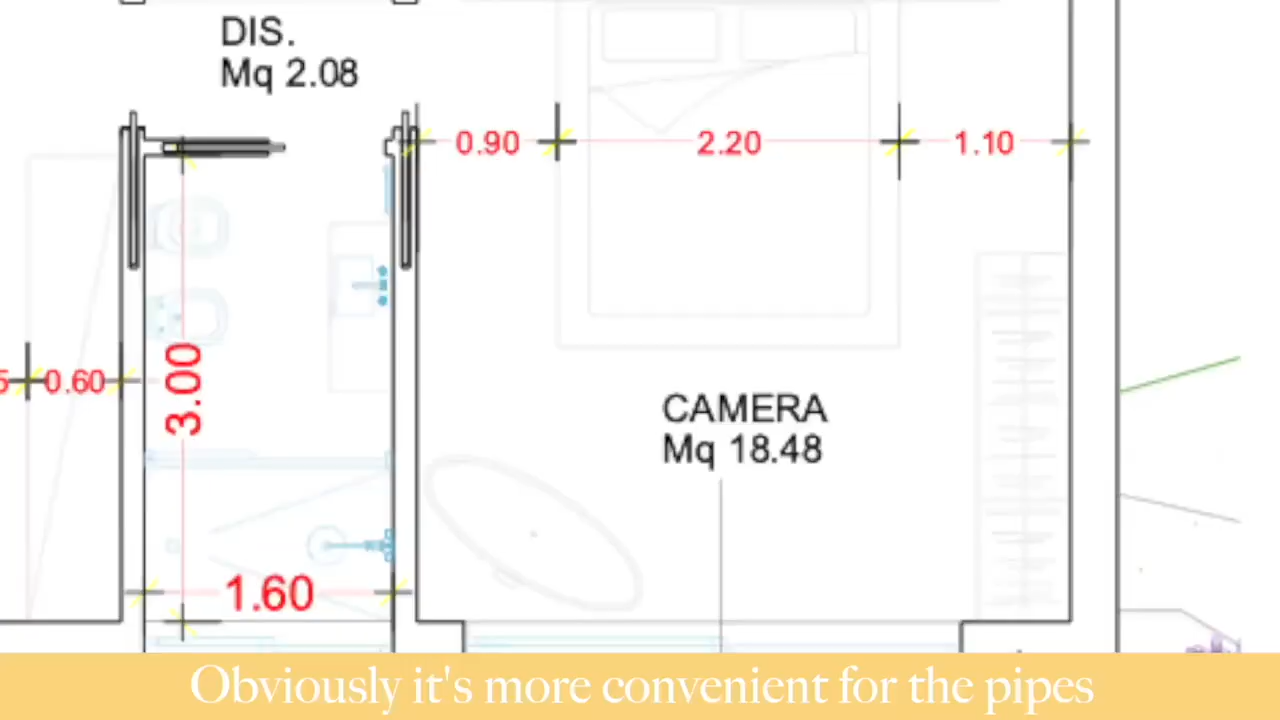 DIS.
Mq 2.08
0.90 2.20 1.10
0.60
3.00
CAMERA
Mq 18.48
1.60
Obviously it's more convenient for the pipes